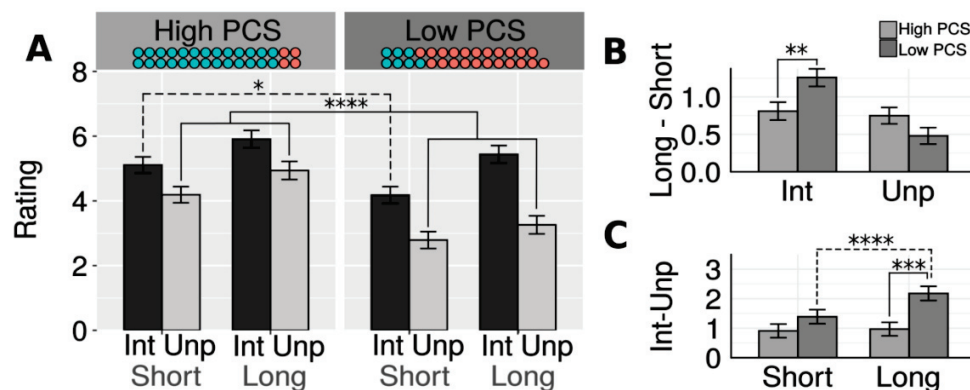 A
High PCS
Low PCS
8
6
4
2
0
Rating
*
****
Int Unp
Int Unp
Int Unp
Int Unp
Short
Long
Short
Long
B
High PCS
Low PCS
**
Long - Short
1.0
0.5
0.0
Int
Unp
C
****
***
Int-Unp
3
2
1
0
Short
Long